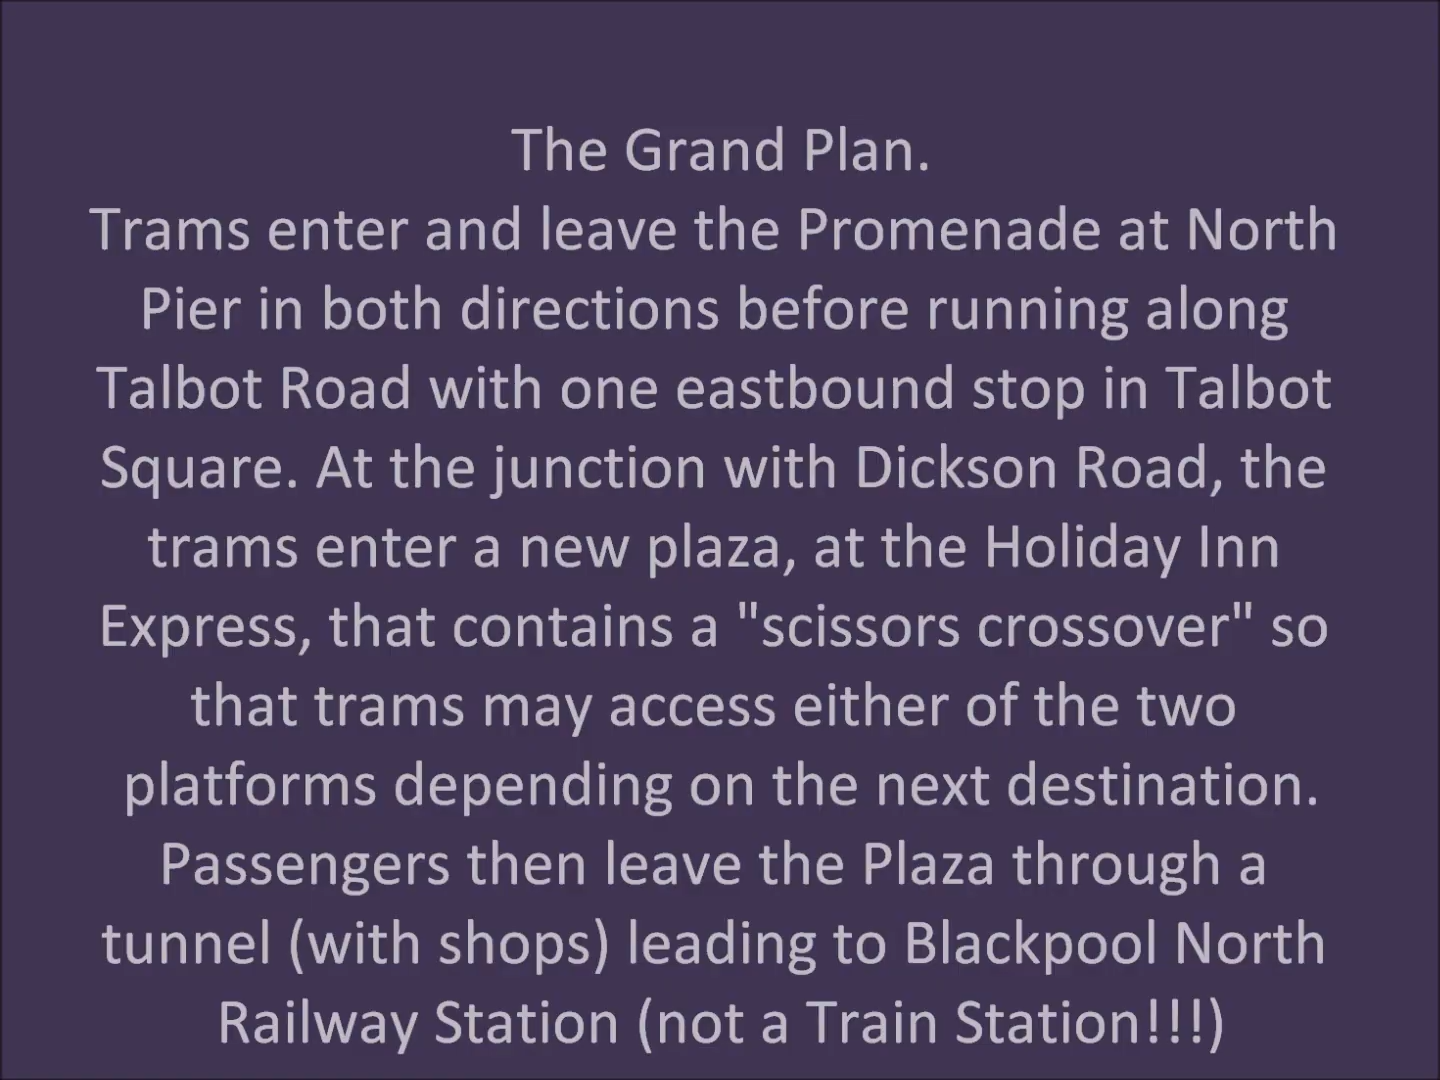 The Grand Plan.
Trams enter and leave the Promenade at North
Pier in both directions before running along
Talbot Road with one eastbound stop in Talbot
Square. At the junction with Dickson Road, the
trams enter a new plaza, at the Holiday Inn
Express, that contains a "scissors crossover" so
that trams may access either of the two
platforms depending on the next destination.
Passengers then leave the Plaza through a
tunnel (with shops) leading to Blackpool North
Railway Station (not a Train Station!!!)